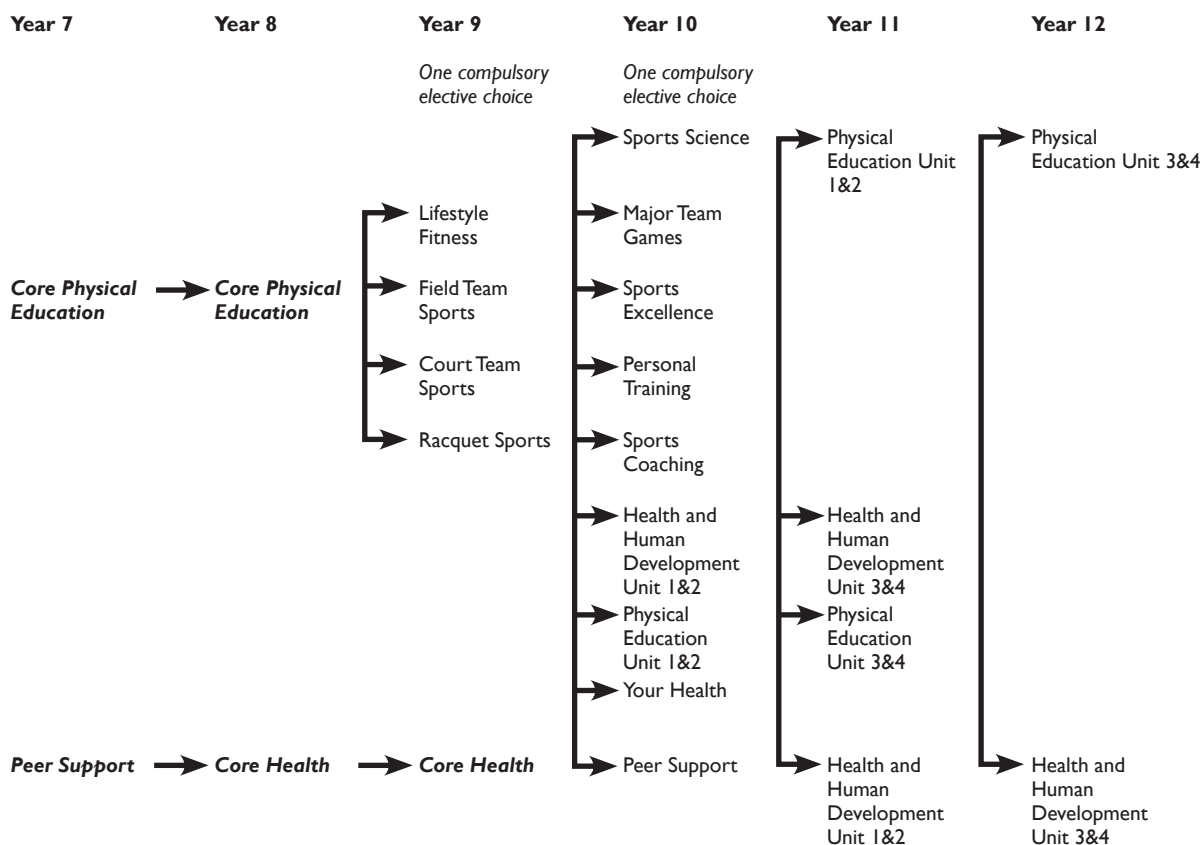 Year 7
Year 8
Year 9
Year 10
Year 11
Year 12
One compulsory
elective choice
One compulsory
elective choice
Core Physical
Education
Core Physical
Education
Lifestyle
Fitness
Field Team
Sports
Court Team
Sports
Racquet Sports
Sports Science
Major Team
Games
Sports
Excellence
Personal
Training
Sports
Coaching
Health and
Human
Development
Unit 1&2
Physical
Education
Unit 1&2
Your Health
Peer Support
Physical
Education Unit
1&2
Health and
Human
Development
Unit 3&4
Physical
Education
Unit 3&4
Health and
Human
Development
Unit 1&2
Physical
Education Unit 3&4
Health and
Human
Development
Unit 3&4
Peer Support
Core Health
Core Health